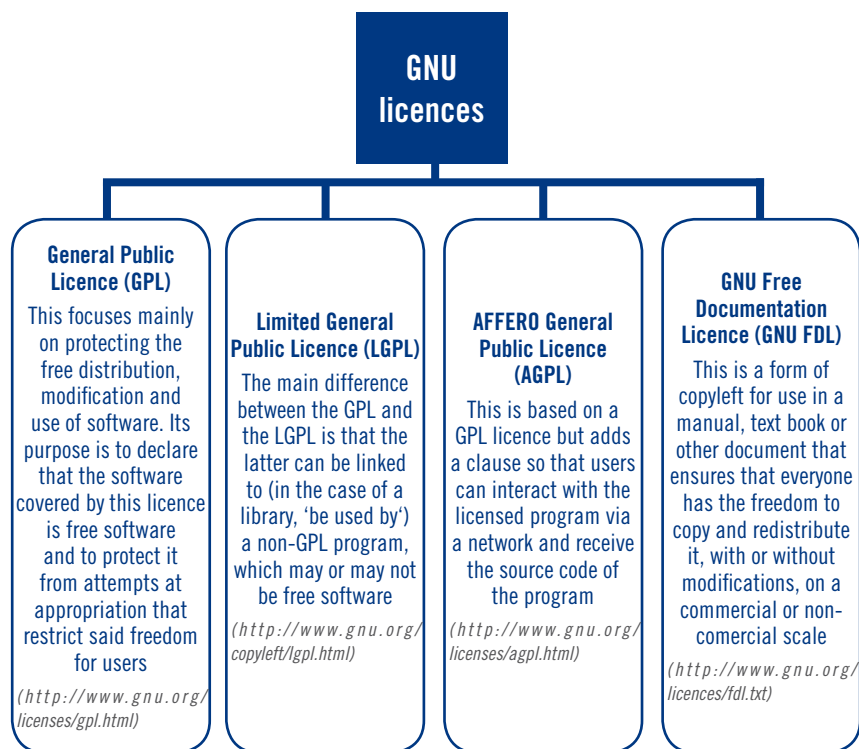 GNU
licences
General Public
Licence (GPL)
This focuses mainly
on protecting the
free distribution,
modification and
use of software. Its
purpose is to declare
that the software
covered by this licence
is free software
and to protect it
from attempts at
appropriation that
restrict said freedom
for users
(http://www.gnu.org/
licenses/gpl.html)
Limited General
Public Licence (LGPL)
The main difference
between the GPL and
the LGPL is that the
latter can be linked
to (in the case of a
library, ‘be used by‘)
a non-GPL program,
which may or may not
be free software
(http://www.gnu.org/
copyleft/lgpl.html)
AFFERO General
Public Licence
(AGPL)
This is based on a
GPL licence but adds
a clause so that users
can interact with the
licensed program via
a network and receive
the source code of
the program
(http://www.gnu.org/
licenses/agpl.html)
GNU Free
Documentation
Licence (GNU FDL)
This is a form of
copyleft for use in a
manual, text book or
other document that
ensures that everyone
has the freedom to
copy and redistribute
it, with or without
modifications, on a
commercial or non-
comercial scale
(http://www.gnu.org/
licences/fdl.txt)